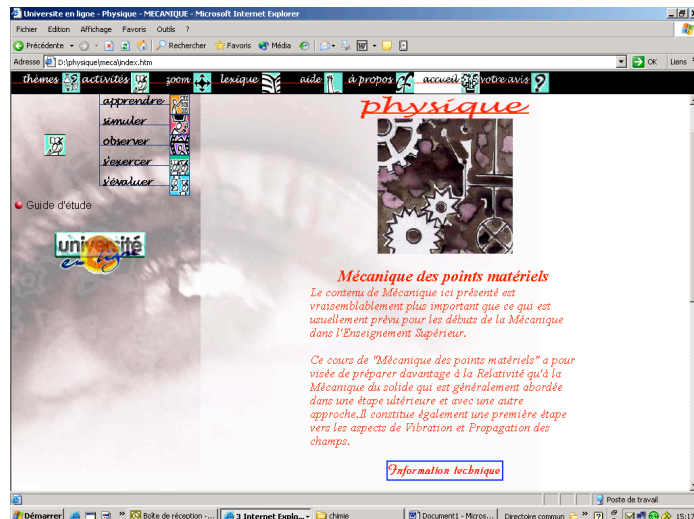 Universite en ligne - Physique - MECANIQUE - Microsoft Internet Explorer
Fichier Edition Affichage Favoris Outils ?
Précédente Rechercher Favoris Média
Adresse D:\physique\meca\index.htm OK Liens
thèmes activités zoom lexique aide à propos accueil votre avis
apprendre
simuler
observer
s'exercer
s'évaluer
Guide d'étude
université
en ligne
physique
Mécanique des points matériels
Le contenu de Mécanique ici présenté est
vraisemblablement plus important que ce qui est
usuellement prévu pour les débuts de la Mécanique
dans l'Enseignement Supérieur.
Ce cours de "Mécanique des points matériels" a pour
visée de préparer davantage à la Relativité qu'à la
Mécanique du solide qui est généralement abordée
dans une étape ultérieure et avec une autre
approche.Il constitue également une première étape
vers les aspects de Vibration et Propagation des
champs.
Information technique
Poste de travail
Démarrer » Boîte de réception -... 3 Internet Explo... chimie Document1 - Micros... Directoire commun » 15:17